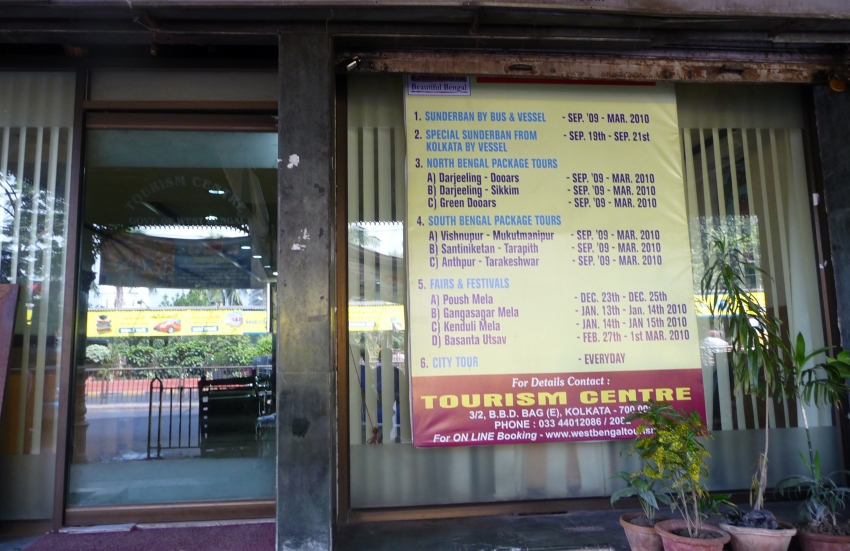 TOURISM CENTRE
Beautiful Bengal
1. SUNDERBAN BY BUS & VESSEL - SEP. '09 - MAR. 2010
2. SPECIAL SUNDERBAN FROM - SEP. 19th - SEP. 21st
KOLKATA BY VESSEL
3. NORTH BENGAL PACKAGE TOURS
A) Darjeeling - Dooars - SEP. '09 - MAR. 2010
B) Darjeeling - Sikkim - SEP. '09 - MAR. 2010
C) Green Dooars - SEP. '09 - MAR. 2010
4. SOUTH BENGAL PACKAGE TOURS
A) Vishnupur - Mukutmanipur - SEP. '09 - MAR. 2010
B) Santiniketan - Tarapith - SEP. '09 - MAR. 2010
C) Anthpur - Tarakeshwar - SEP. '09 - MAR. 2010
5. FAIRS & FESTIVALS
A) Poush Mela - DEC. 23th - DEC. 25th
B) Gangasagar Mela - JAN. 13th - Jan. 14th 2010
C) Kenduli Mela - JAN. 14th - JAN 15th 2010
D) Basanta Utsav - FEB. 27th - 1st MAR. 2010
6. CITY TOUR - EVERYDAY
For Details Contact :
TOURISM CENTRE
3/2, B.B.D. BAG (E), KOLKATA - 700
PHONE : 033 44012086 /
For ON LINE Booking -